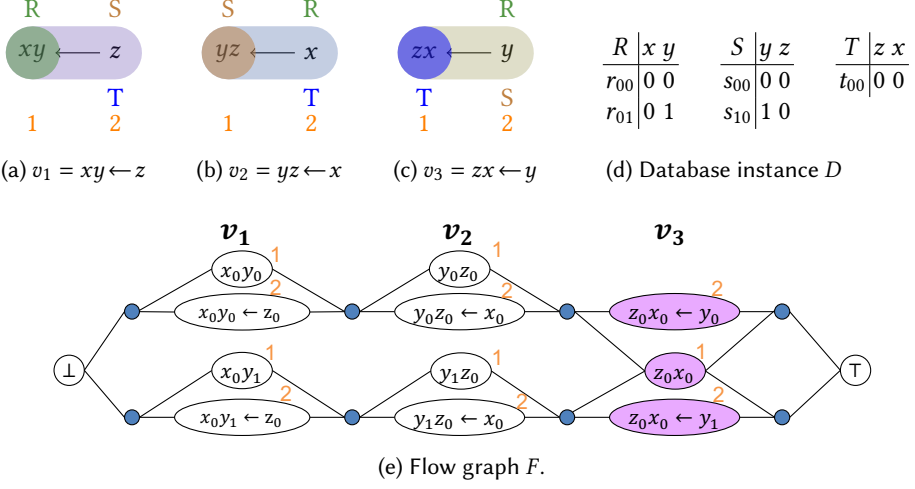 R S S R R
xy ← z yz ← x zx ← y
T T T S
1 2 1 2 1 2
(a) v₁ = xy←z (b) v₂ = yz←x (c) v₃ = zx←y
R x y S y z T z x
r₀₀ 0 0 s₀₀ 0 0 t₀₀ 0 0
r₀₁ 0 1 s₁₀ 1 0
(d) Database instance D
v₁ v₂ v₃
x₀y₀ 1 y₀z₀ 1
x₀y₀ ← z₀ 2 y₀z₀ ← x₀ 2 z₀x₀ ← y₀ 2
⊥ x₀y₁ 1 y₁z₀ 1 z₀x₀ 1 ⊤
x₀y₁ ← z₀ 2 y₁z₀ ← x₀ 2 z₀x₀ ← y₁ 2
(e) Flow graph F.